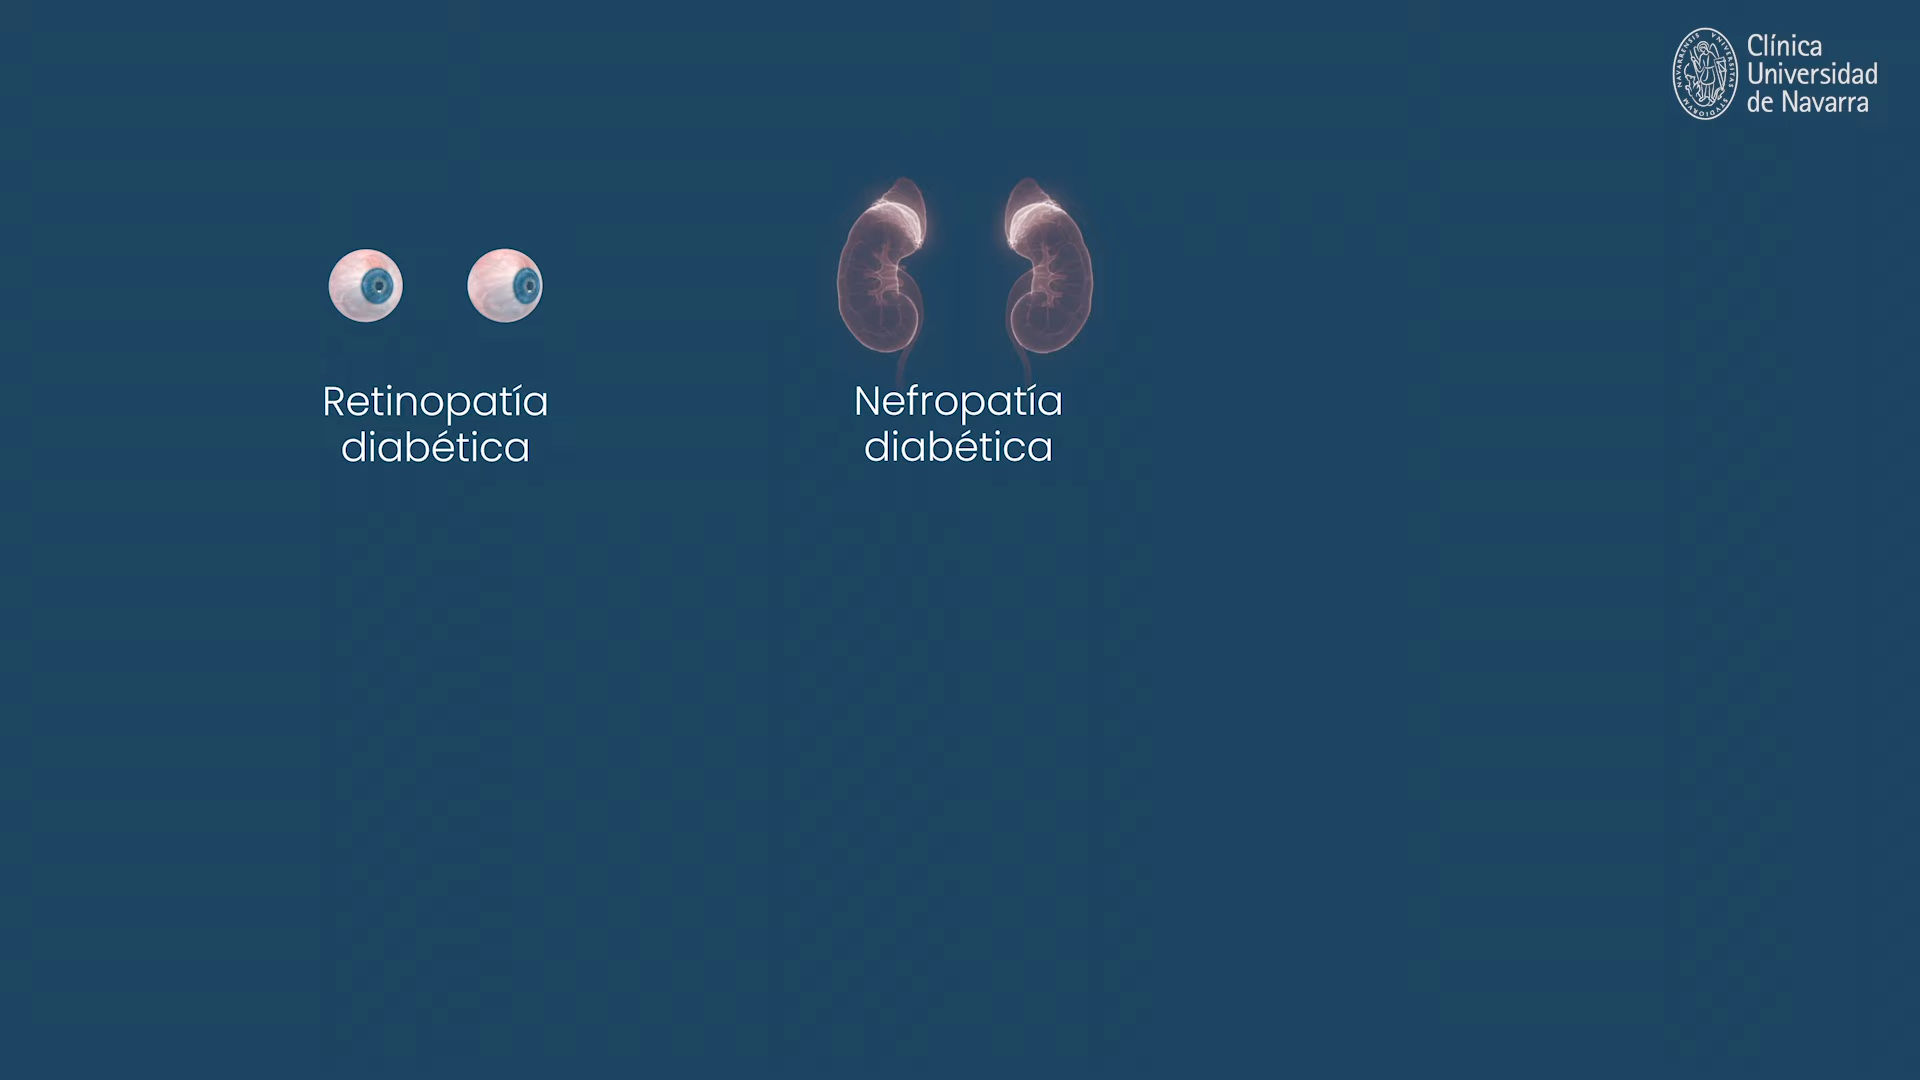 Clínica
Universidad
de Navarra
Retinopatía
diabética
Nefropatía
diabética